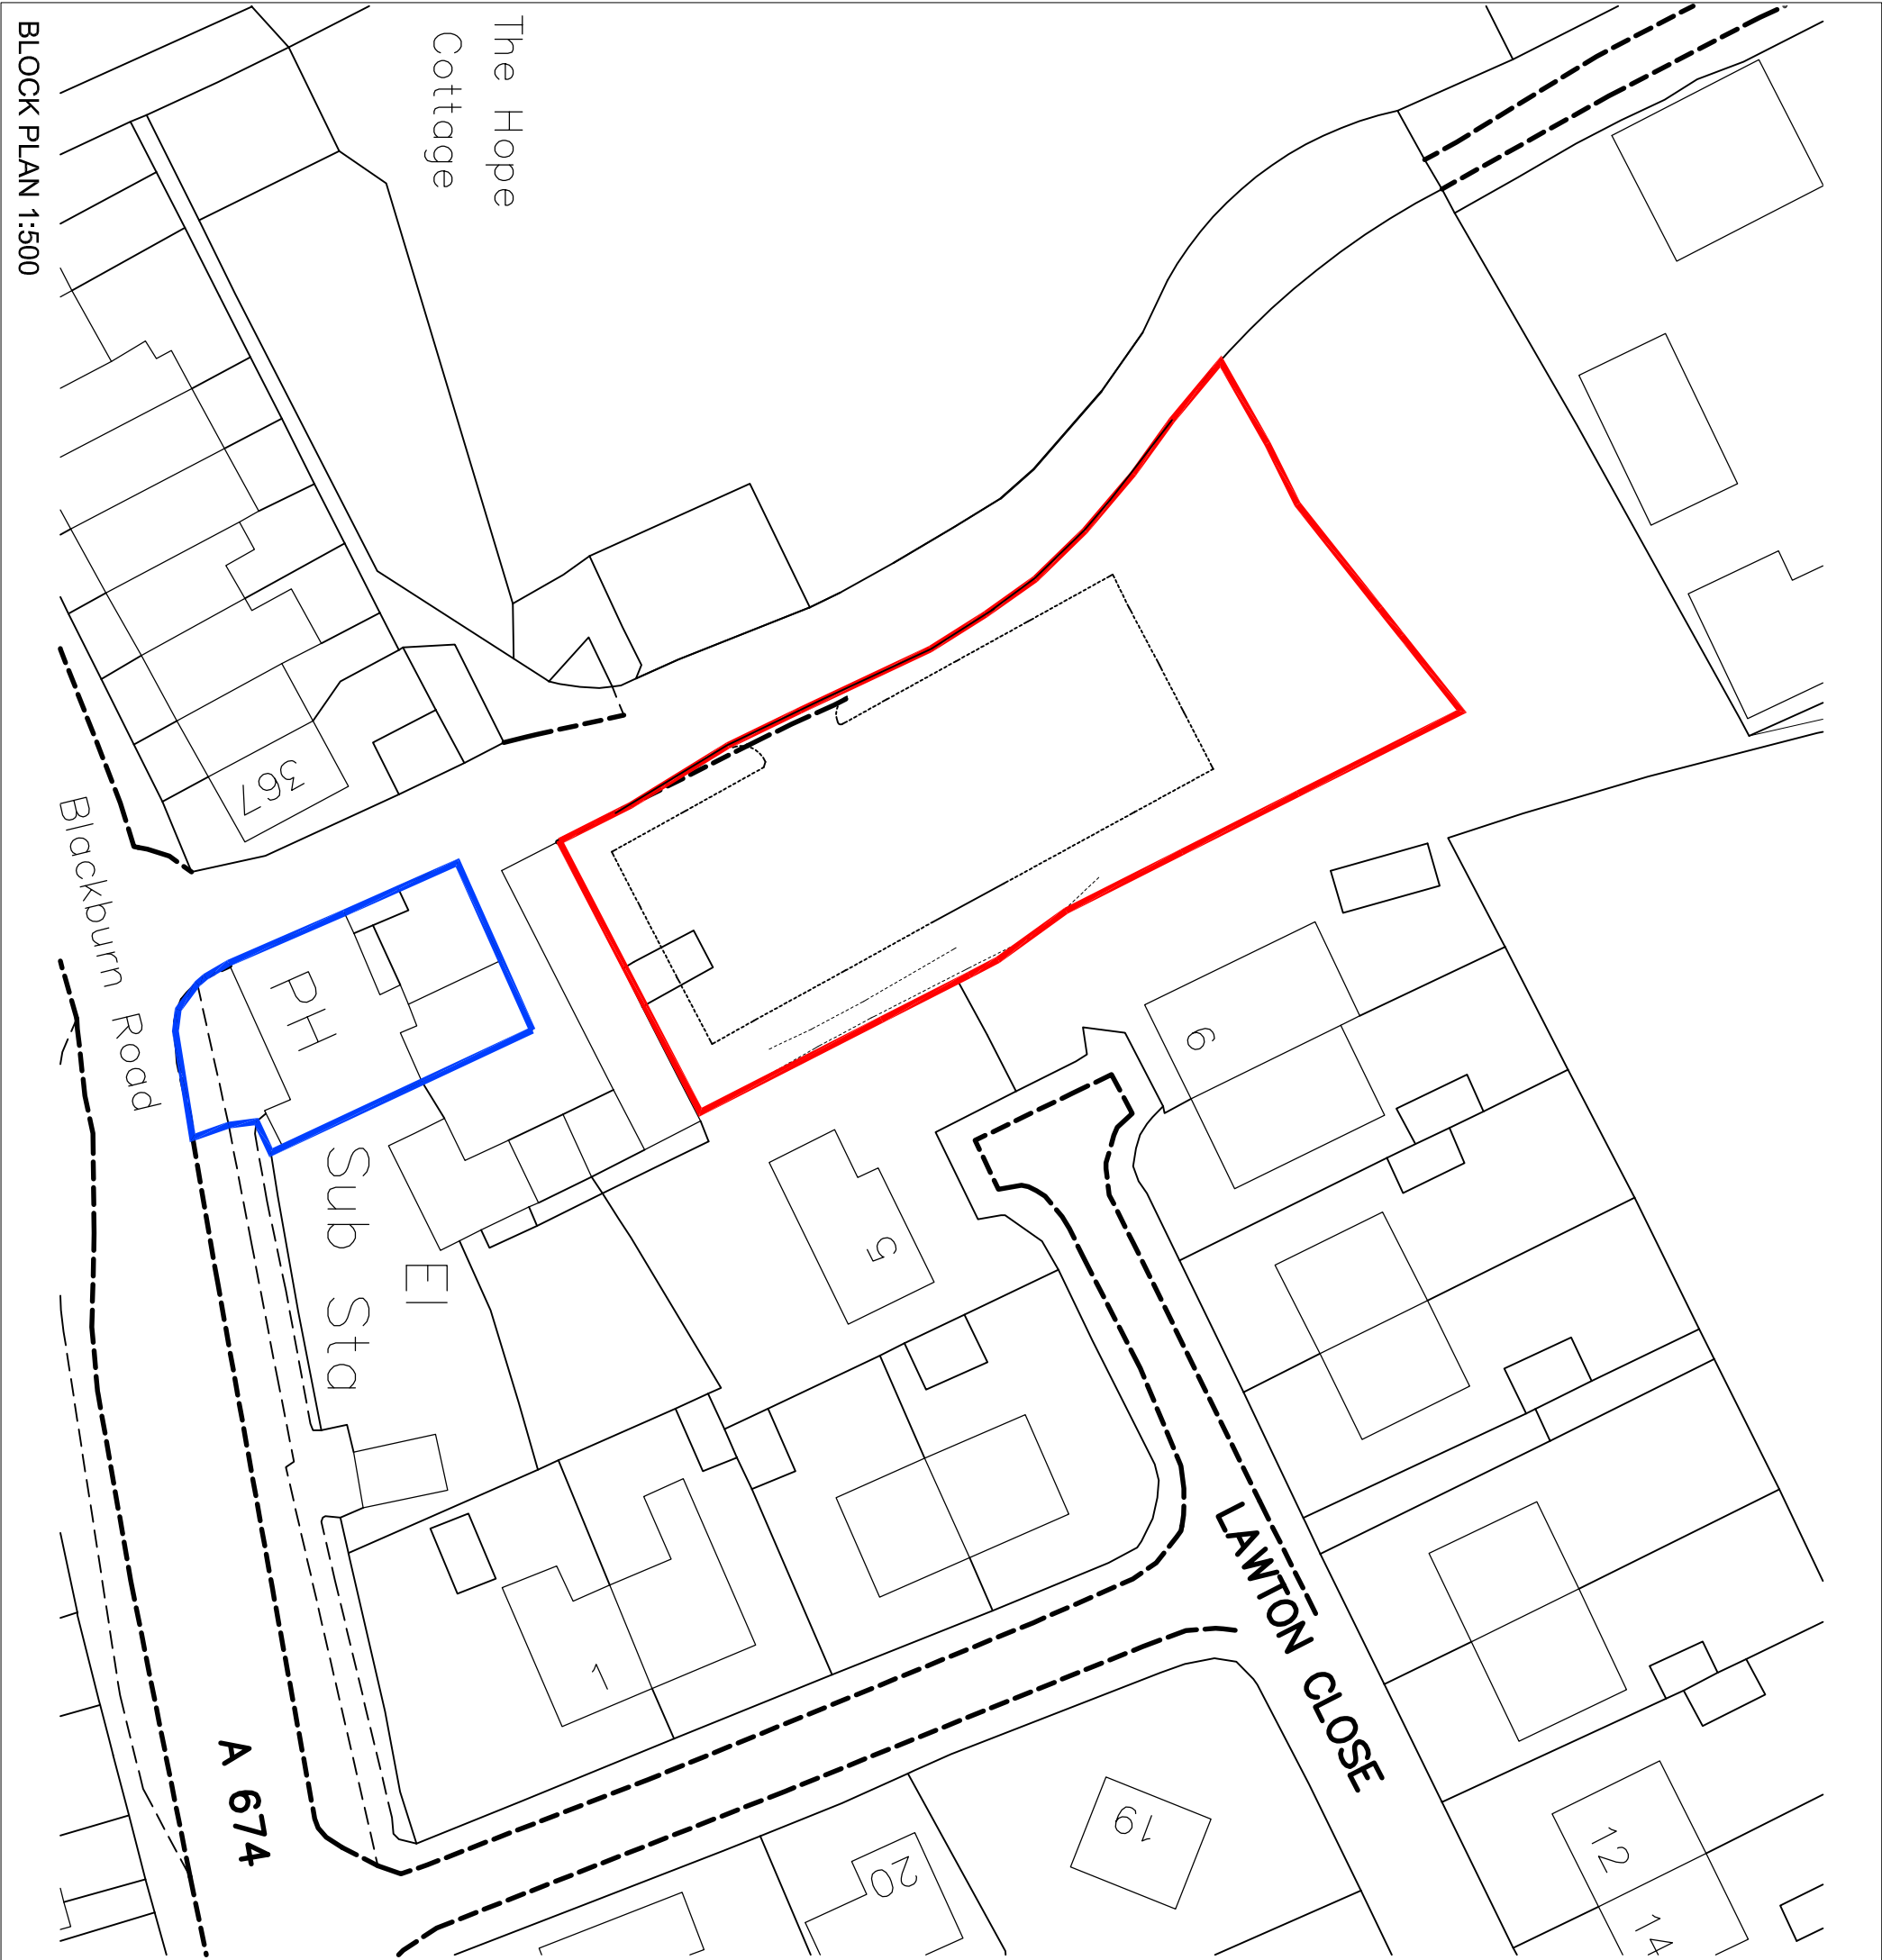 BLOCK PLAN 1:500
The Hope
Cottage
367
Blackburn Road
PH
El
Sub Sta
6
5
1
LAWTON CLOSE
A 674
20
19
12
14